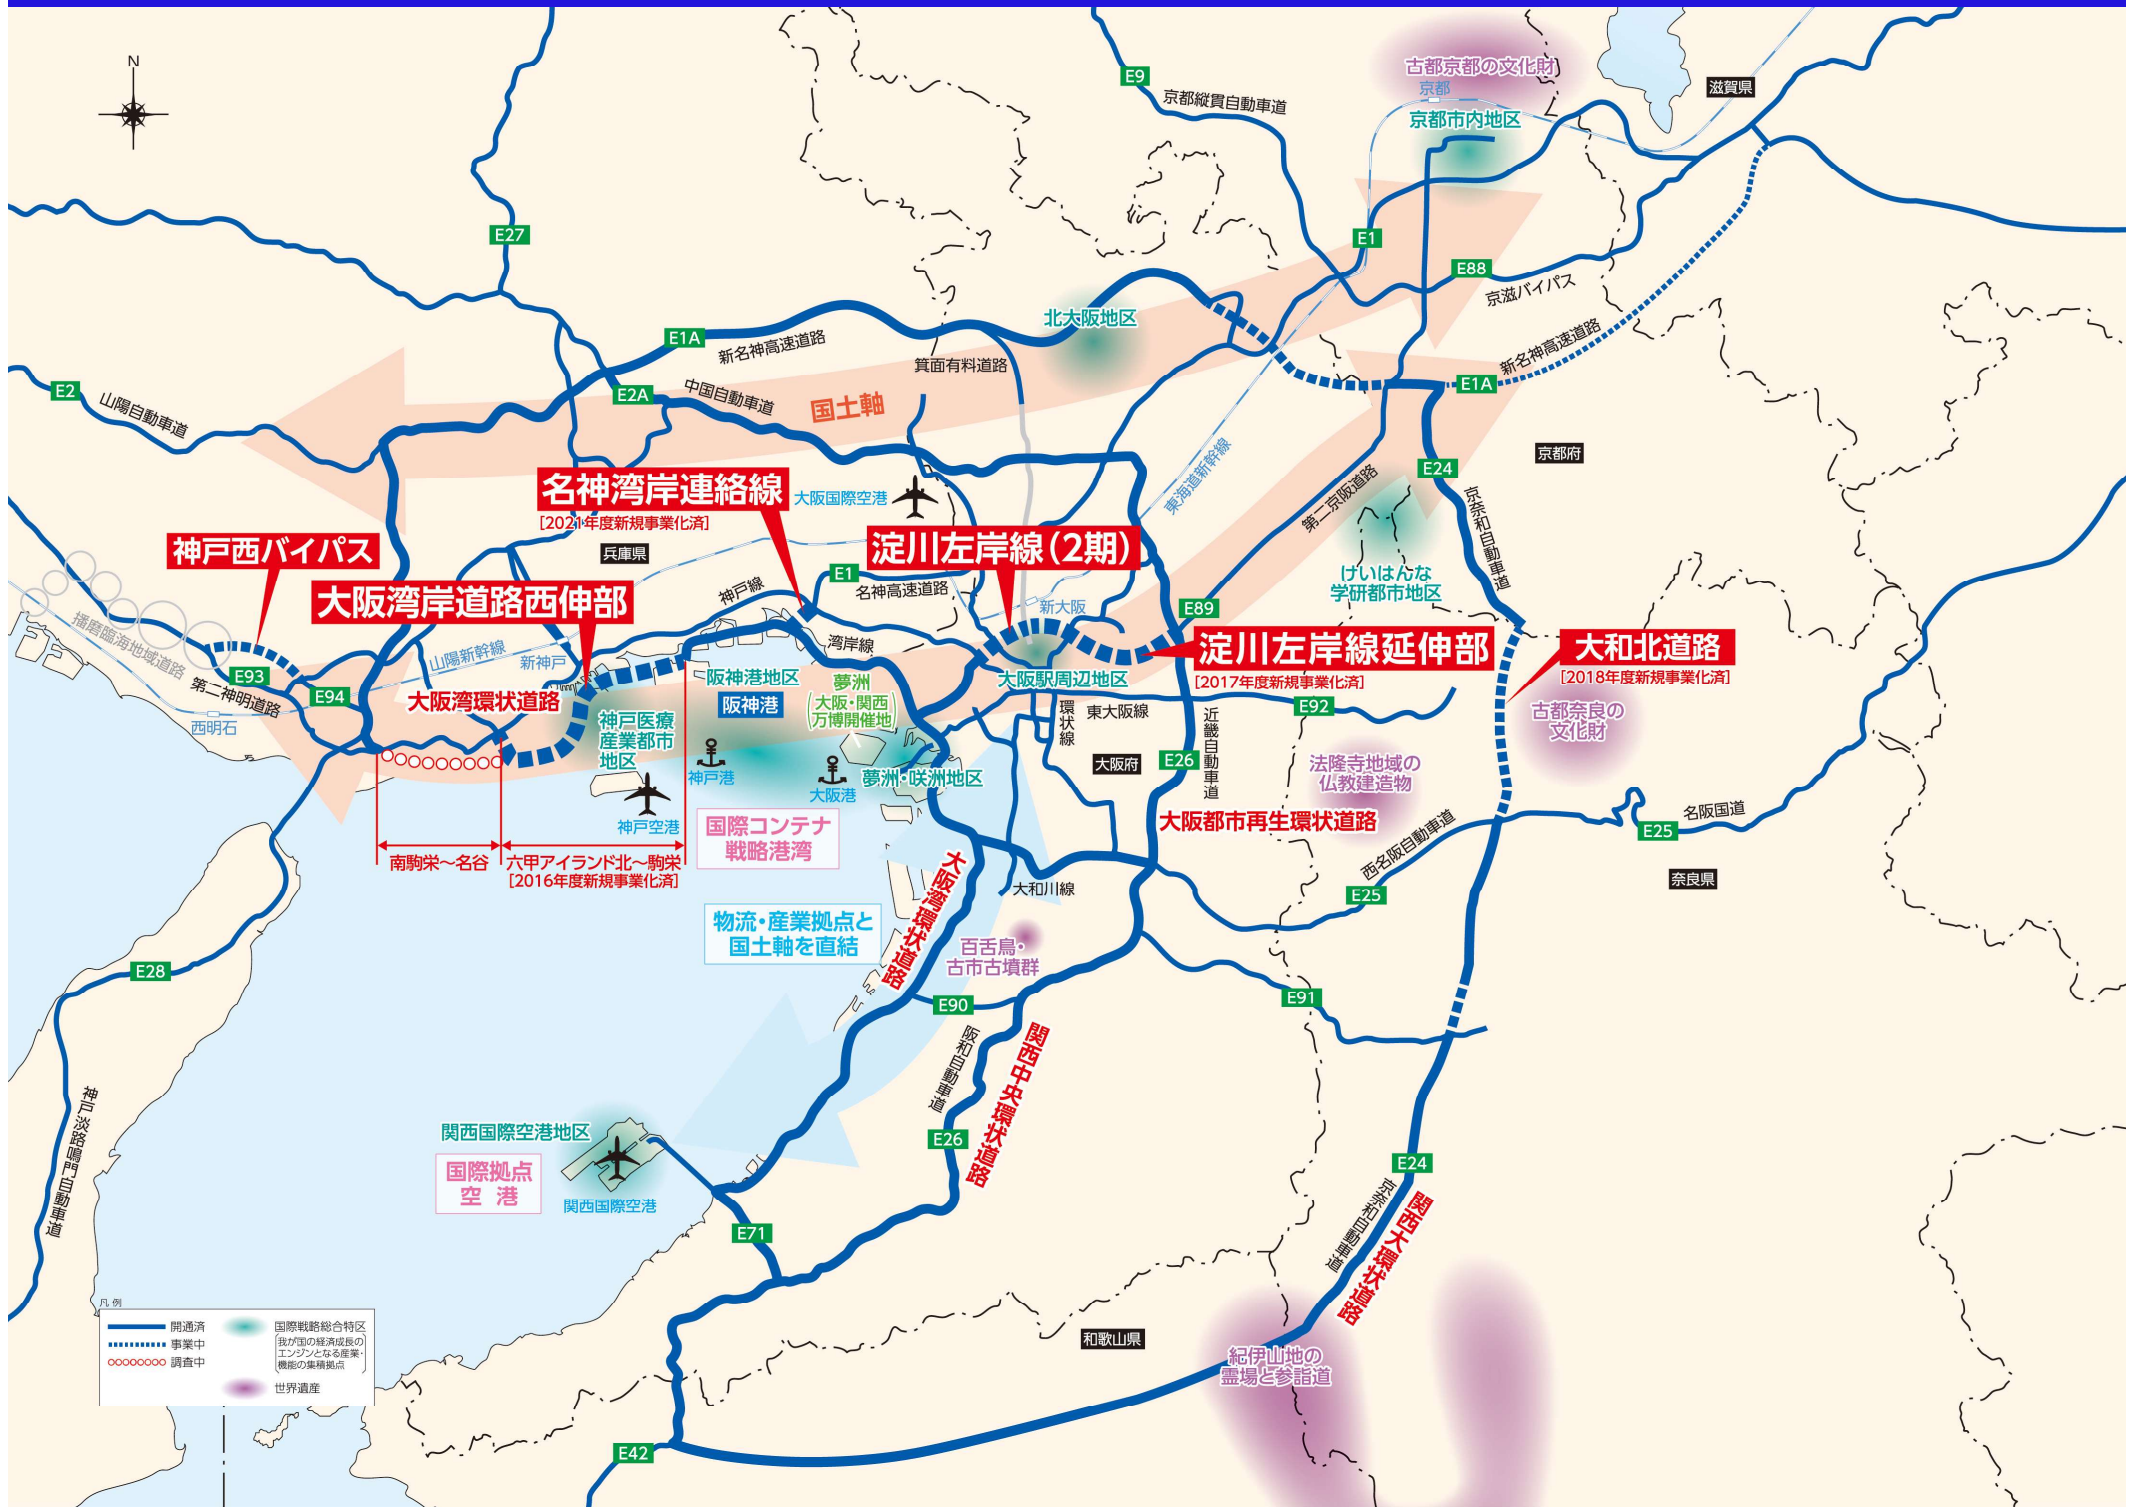 N
E9
京都縦貫自動車道
古都京都の文化財
京都
京都市内地区
滋賀県
E27
E1
E88
京滋バイパス
北大阪地区
E1A
新名神高速道路
箕面有料道路
新名神高速道路
E1A
E2
山陽自動車道
E2A
中国自動車道
国土軸
京都府
東海道新幹線
第二京阪道路
E24
京奈和自動車道
名神湾岸連絡線
[2021年度新規事業化済]
大阪国際空港
神戸西バイパス
兵庫県
淀川左岸線(2期)
けいはんな
学研都市地区
大阪湾岸道路西伸部
神戸線
E1
名神高速道路
新大阪
E89
播磨臨海地域道路
山陽新幹線
新神戸
湾岸線
淀川左岸線延伸部
[2017年度新規事業化済]
大和北道路
[2018年度新規事業化済]
E93
第二神明道路
E94
西明石
大阪湾環状道路
阪神港地区
阪神港
夢洲
(大阪・関西
万博開催地)
大阪駅周辺地区
環状線
東大阪線
近畿自動車道
E92
古都奈良の
文化財
神戸医療
産業都市
地区
神戸港
大阪港
夢洲・咲洲地区
大阪府
E26
法隆寺地域の
仏教建造物
神戸空港
国際コンテナ
戦略港湾
大阪都市再生環状道路
西名阪自動車道
名阪国道
E25
南駒栄~名谷
六甲アイランド北~駒栄
[2016年度新規事業化済]
大阪湾環状道路
大和川線
E25
奈良県
物流・産業拠点と
国土軸を直結
百舌鳥・
古市古墳群
E28
E90
E91
阪和自動車道
関西中央環状道路
神戸淡路鳴門自動車道
関西国際空港地区
国際拠点
空 港
関西国際空港
E26
E24
京奈和自動車道
関西大環状道路
E71
凡 例
開通済
事業中
調査中
国際戦略総合特区
我が国の経済成長の
エンジンとなる産業・
機能の集積拠点
世界遺産
和歌山県
紀伊山地の
霊場と参詣道
E42